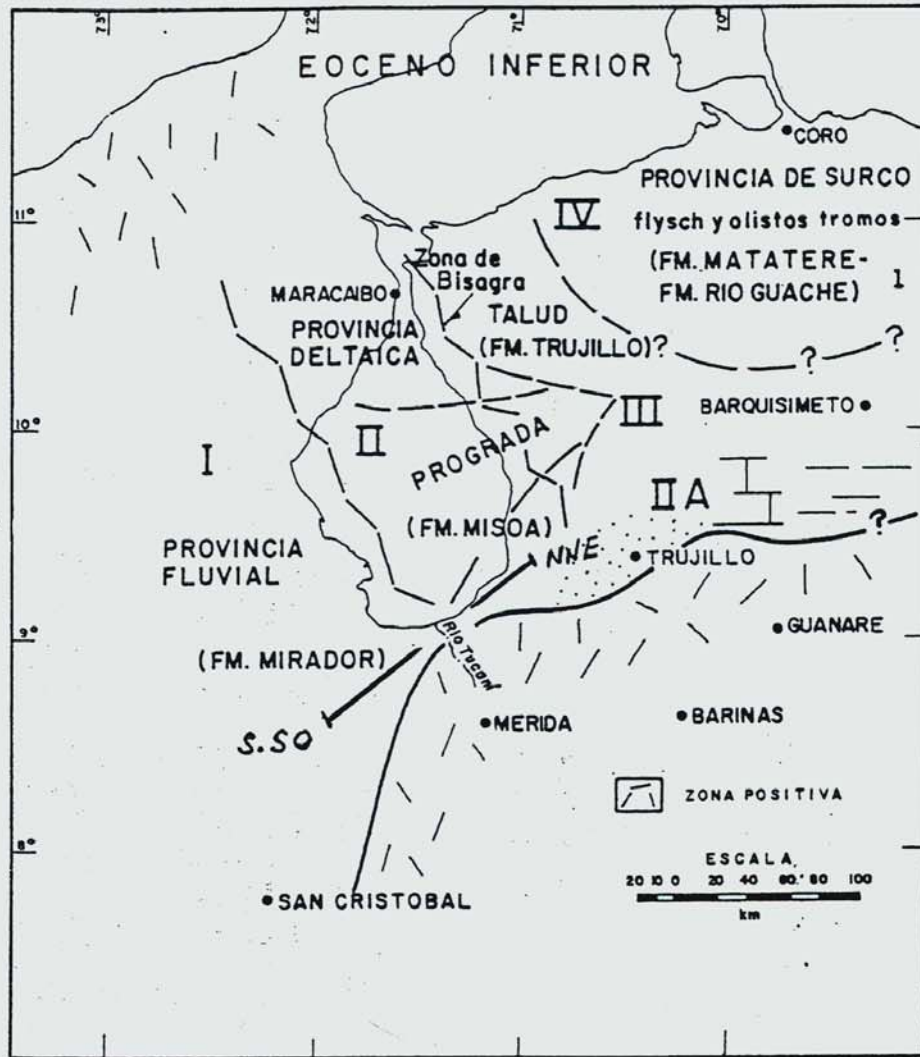 73°
72°
71°
70°
EOCENO INFERIOR
CORO
PROVINCIA DE SURCO
11°
IV
flysch y olistos tromos
(FM. MATATERE-
FM. RIO GUACHE)
1
Zona de
Bisagra
MARACAIBO
TALUD
PROVINCIA
DELTAICA
(FM. TRUJILLO)?
?
?
10°
BARQUISIMETO
III
II
PROGRADA
I
II A
(FM. MISOA)
?
PROVINCIA
FLUVIAL
NNE
TRUJILLO
9°
Río Tucaní
GUANARE
(FM. MIRADOR)
S.SO
MERIDA
BARINAS
ZONA POSITIVA
8°
ESCALA
20 10 0 20 40 60 80 100
km
SAN CRISTOBAL